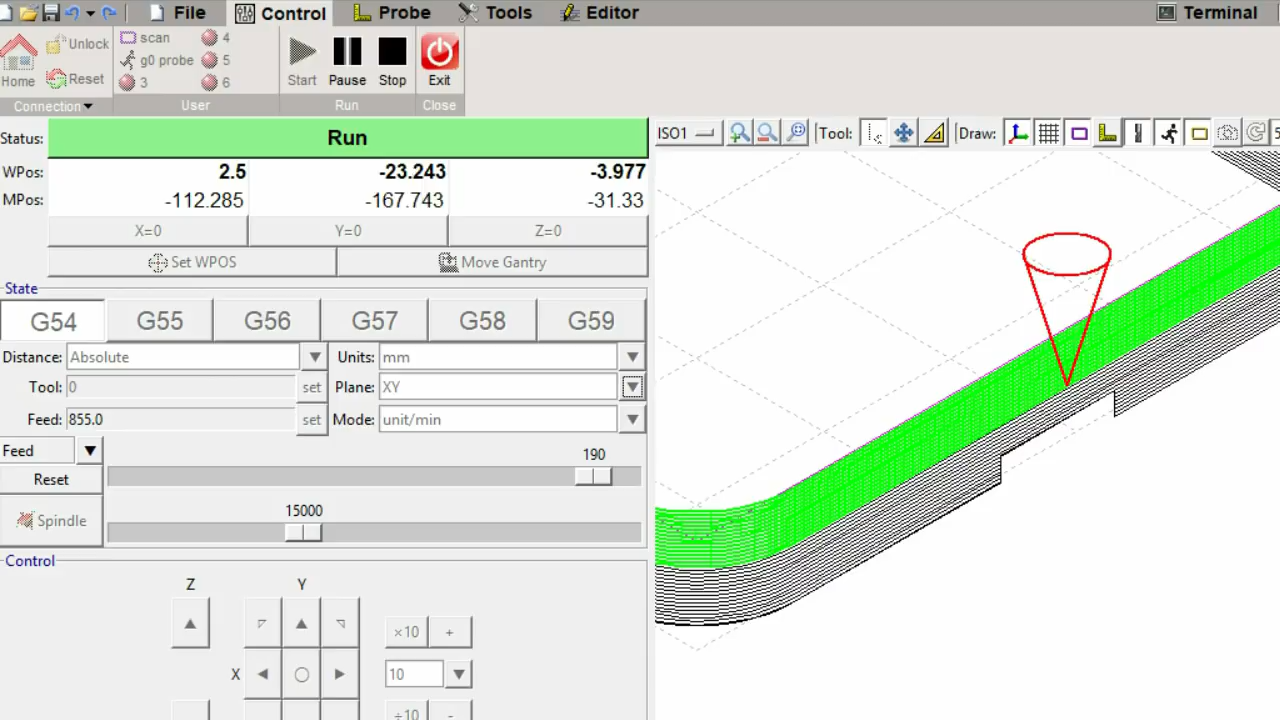 File Control Probe Tools Editor Terminal
Home Unlock Reset scan g0 probe 3 4 5 6 Start Pause Stop Exit
Connection User Run Close
Status: Run
WPos: 2.5 -23.243 -3.977
MPos: -112.285 -167.743 -31.33
X=0 Y=0 Z=0
Set WPOS Move Gantry
ISO1 Tool: Draw: 5
State
G54 G55 G56 G57 G58 G59
Distance: Absolute Units: mm
Tool: 0 set Plane: XY
Feed: 855.0 set Mode: unit/min
Feed 190
Reset
15000
Spindle
Control
Z Y
×10 +
X 10
÷10 -